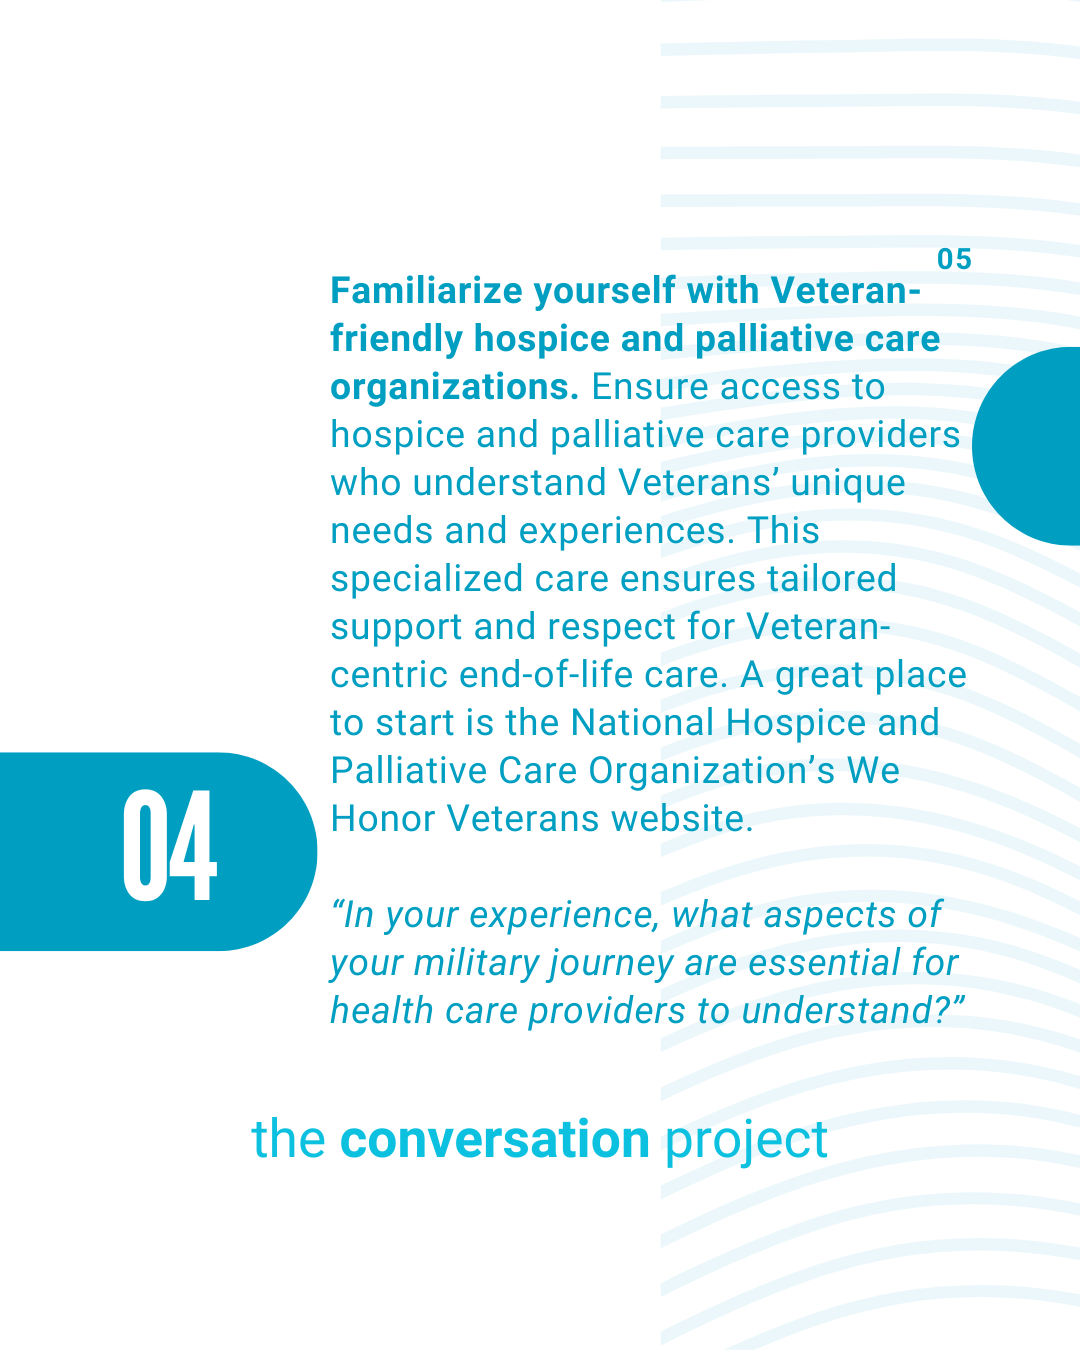 05
Familiarize yourself with Veteran-
friendly hospice and palliative care
organizations. Ensure access to
hospice and palliative care providers
who understand Veterans’ unique
needs and experiences. This
specialized care ensures tailored
support and respect for Veteran-
centric end-of-life care. A great place
to start is the National Hospice and
Palliative Care Organization’s We
Honor Veterans website.
04
“In your experience, what aspects of
your military journey are essential for
health care providers to understand?”
the conversation project